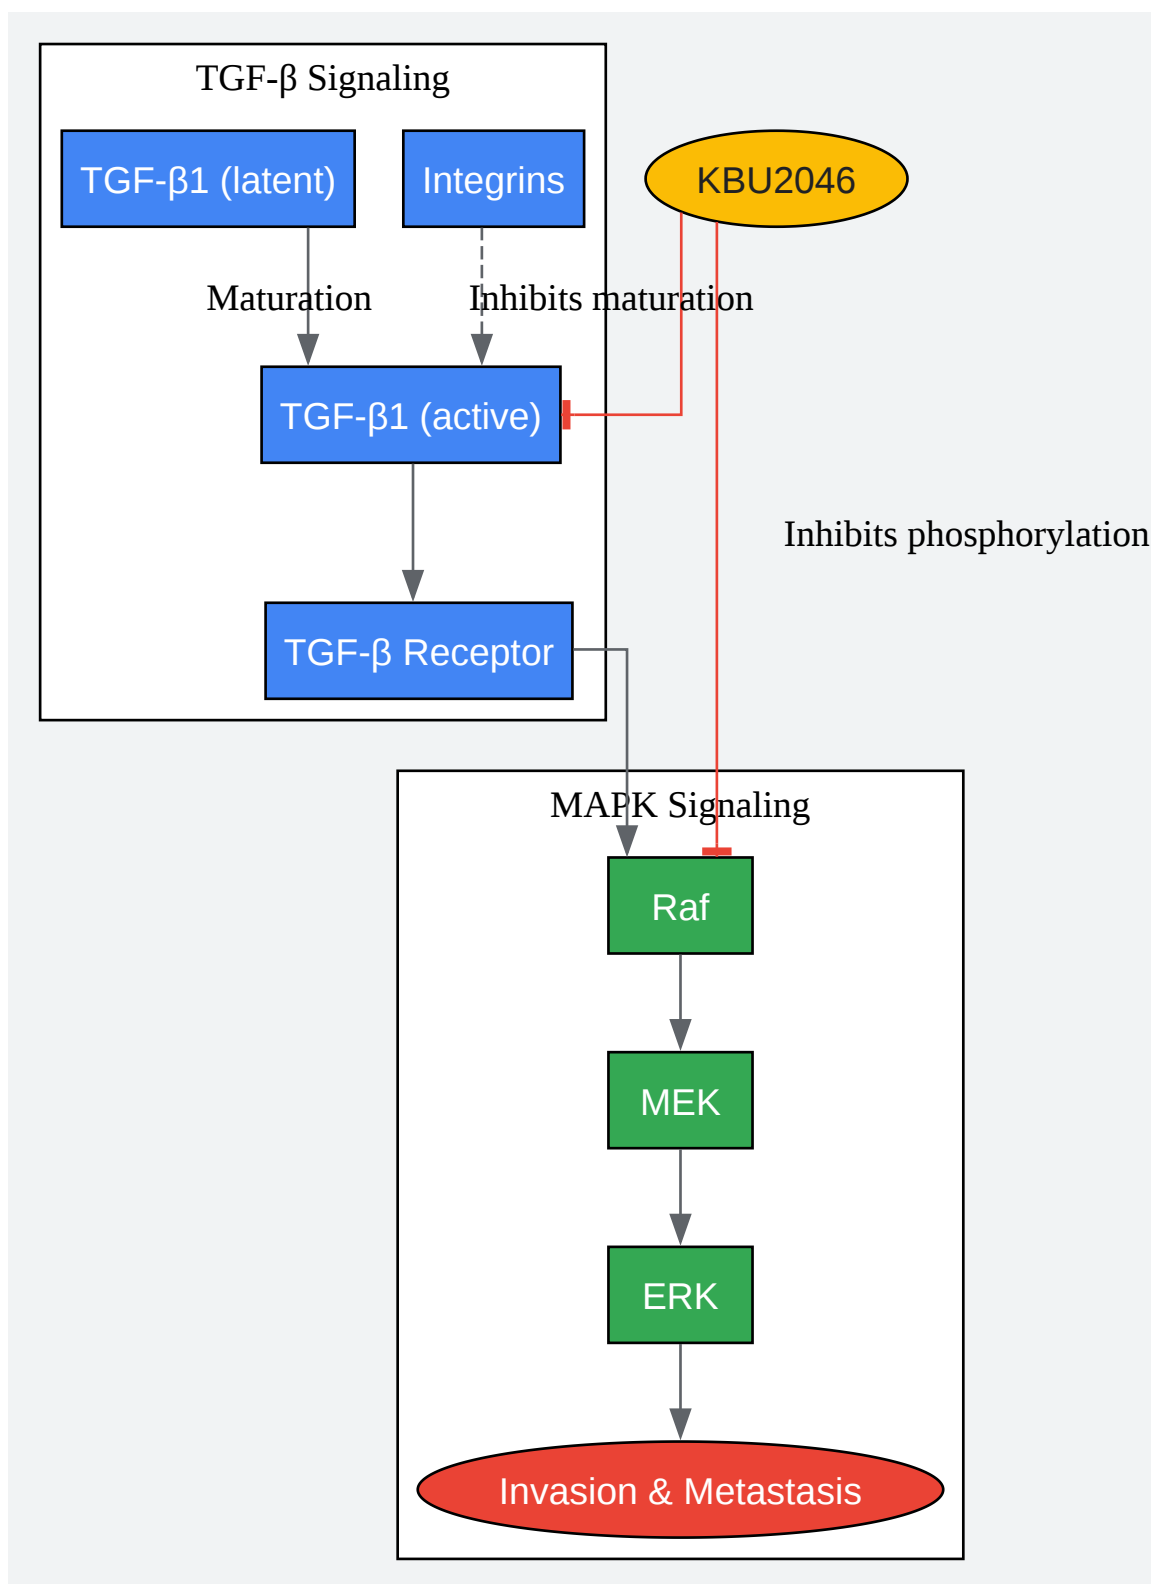 TGF-β Signaling
TGF-β1 (latent)
Integrins
KBU2046
Maturation
Inhibits maturation
TGF-β1 (active)
Inhibits phosphorylation
TGF-β Receptor
MAPK Signaling
Raf
MEK
ERK
Invasion & Metastasis